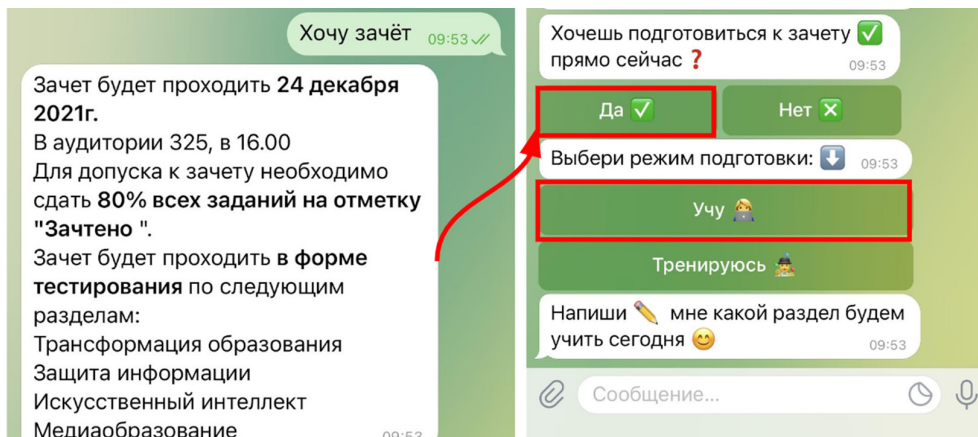 Хочу зачёт 09:53
Зачет будет проходить 24 декабря
2021г.
В аудитории 325, в 16.00
Для допуска к зачету необходимо
сдать 80% всех заданий на отметку
"Зачтено ".
Зачет будет проходить в форме
тестирования по следующим
разделам:
Трансформация образования
Защита информации
Искусственный интеллект
Медиаобразование 09:53
Хочешь подготовиться к зачету ✅
прямо сейчас ❓ 09:53
Да ✅
Нет ❎
Выбери режим подготовки: ⬇️ 09:53
Учу 🧑‍💻
Тренируюсь
Напиши ✏️ мне какой раздел будем
учить сегодня 😊 09:53
Сообщение...